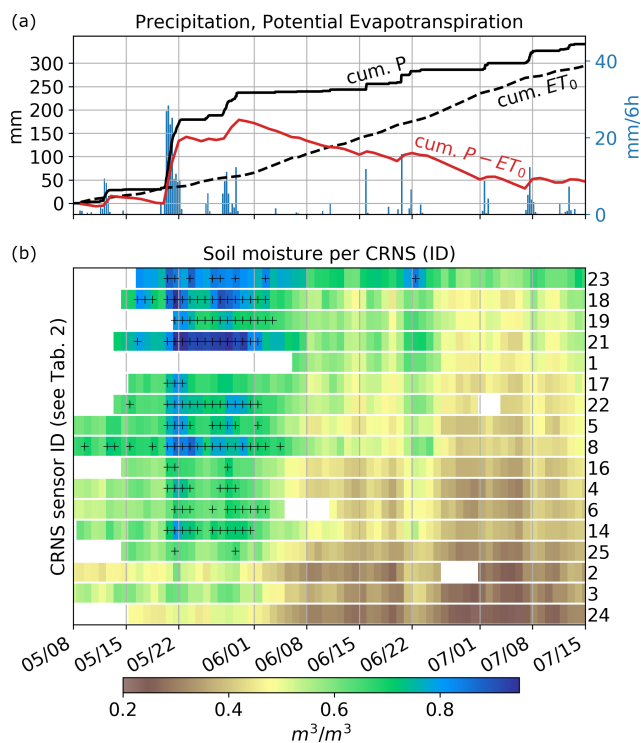 (a) Precipitation, Potential Evapotranspiration
300
250
200
150
100
50
0
mm
cum. P
cum. ET₀
cum. P − ET₀
40
20
0
mm/6h
(b) Soil moisture per CRNS (ID)
CRNS sensor ID (see Tab. 2)
23
18
19
21
1
17
22
5
8
16
4
6
14
25
2
3
24
05/08 05/15 05/22 06/01 06/08 06/15 06/22 07/01 07/08 07/15
0.2 0.4 0.6 0.8
m³/m³